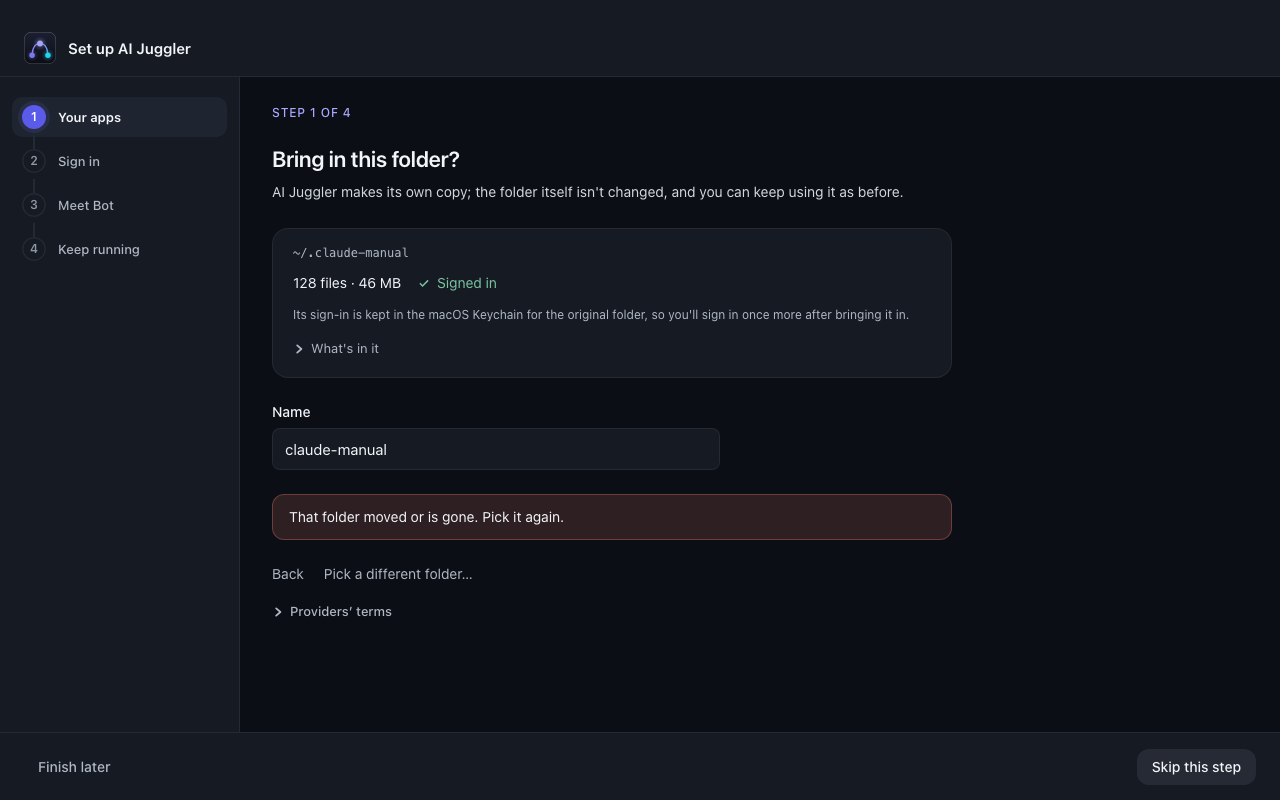 Set up AI Juggler
1 Your apps
2 Sign in
3 Meet Bot
4 Keep running
STEP 1 OF 4
Bring in this folder?
AI Juggler makes its own copy; the folder itself isn't changed, and you can keep using it as before.
~/.claude-manual
128 files · 46 MB ✓ Signed in
Its sign-in is kept in the macOS Keychain for the original folder, so you'll sign in once more after bringing it in.
What's in it
Name
claude-manual
That folder moved or is gone. Pick it again.
Back Pick a different folder…
Providers’ terms
Finish later
Skip this step